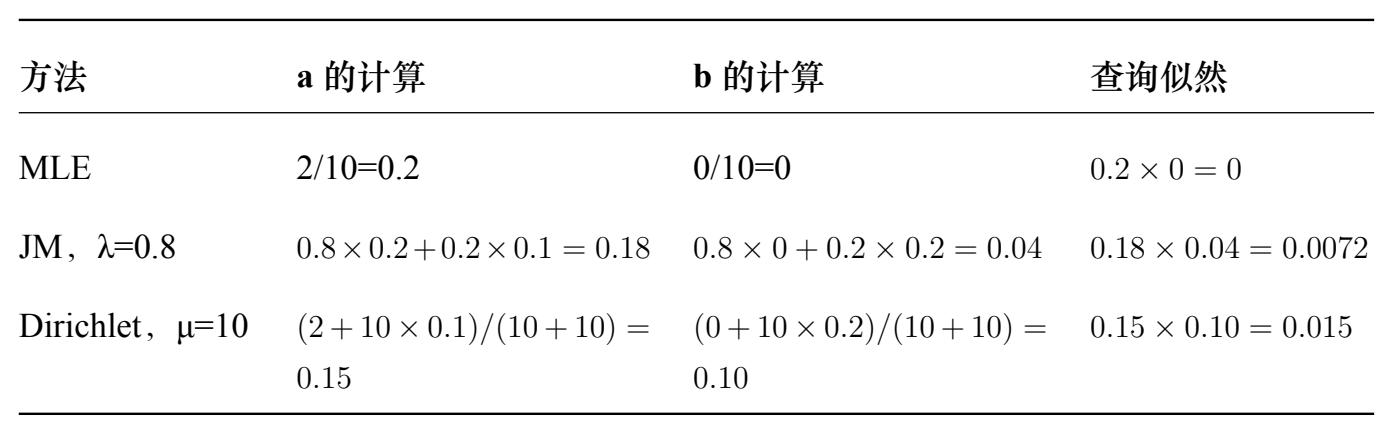 方法 a 的计算 b 的计算 查询似然
MLE 2/10=0.2 0/10=0 0.2 × 0 = 0
JM，λ=0.8 0.8×0.2+0.2×0.1 = 0.18 0.8 × 0 + 0.2 × 0.2 = 0.04 0.18 × 0.04 = 0.0072
Dirichlet，μ=10 (2 + 10 × 0.1)/(10 + 10) = (0 + 10 × 0.2)/(10 + 10) = 0.15 × 0.10 = 0.015
0.15 0.10